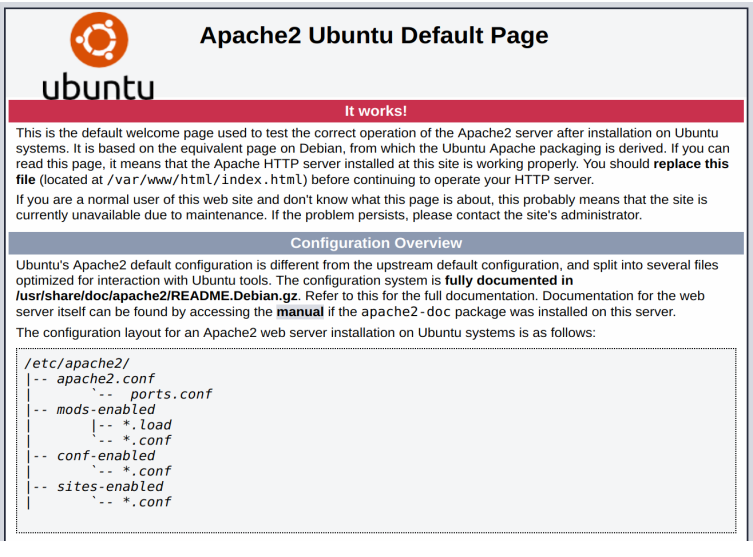 Apache2 Ubuntu Default Page
ubuntu
It works!
This is the default welcome page used to test the correct operation of the Apache2 server after installation on Ubuntu
systems. It is based on the equivalent page on Debian, from which the Ubuntu Apache packaging is derived. If you can
read this page, it means that the Apache HTTP server installed at this site is working properly. You should replace this
file (located at /var/www/html/index.html) before continuing to operate your HTTP server.
If you are a normal user of this web site and don't know what this page is about, this probably means that the site is
currently unavailable due to maintenance. If the problem persists, please contact the site's administrator.
Configuration Overview
Ubuntu's Apache2 default configuration is different from the upstream default configuration, and split into several files
optimized for interaction with Ubuntu tools. The configuration system is fully documented in
/usr/share/doc/apache2/README.Debian.gz. Refer to this for the full documentation. Documentation for the web
server itself can be found by accessing the manual if the apache2-doc package was installed on this server.
The configuration layout for an Apache2 web server installation on Ubuntu systems is as follows:
/etc/apache2/
|-- apache2.conf
|       `--  ports.conf
|-- mods-enabled
|       |-- *.load
|       `-- *.conf
|-- conf-enabled
|       `-- *.conf
|-- sites-enabled
|       `-- *.conf